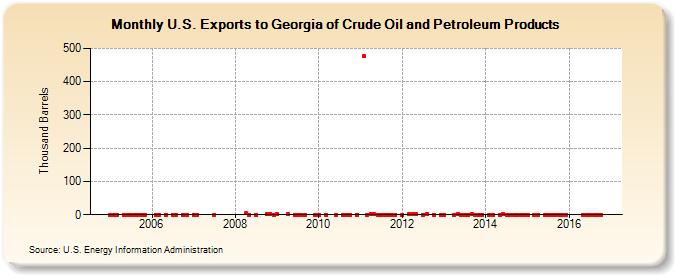 Monthly U.S. Exports to Georgia of Crude Oil and Petroleum Products
Thousand Barrels
500
400
300
200
100
0
2006 2008 2010 2012 2014 2016
Source: U.S. Energy Information Administration